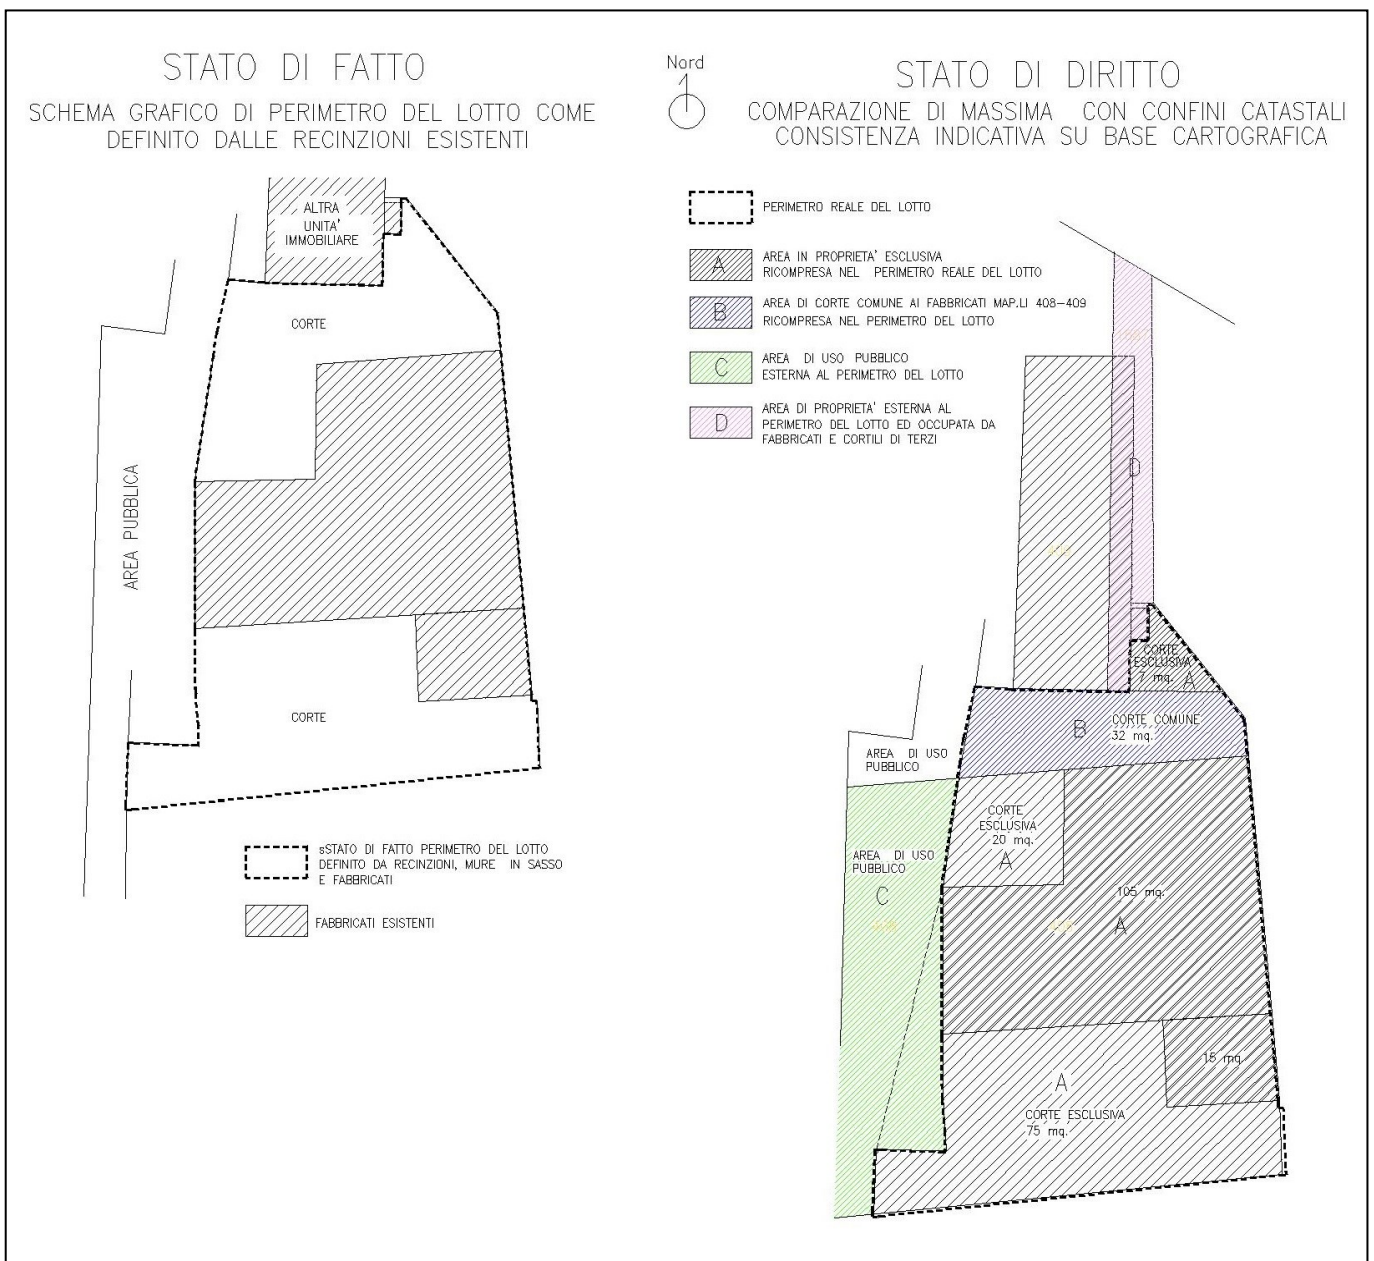 STATO DI FATTO
SCHEMA GRAFICO DI PERIMETRO DEL LOTTO COME
DEFINITO DALLE RECINZIONI ESISTENTI
Nord
STATO DI DIRITTO
COMPARAZIONE DI MASSIMA CON CONFINI CATASTALI
CONSISTENZA INDICATIVA SU BASE CARTOGRAFICA
ALTRA
UNITA'
IMMOBILIARE
CORTE
AREA PUBBLICA
CORTE
sSTATO DI FATTO PERIMETRO DEL LOTTO
DEFINITO DA RECINZIONI, MURE IN SASSO
E FABBRICATI
FABBRICATI ESISTENTI
PERIMETRO REALE DEL LOTTO
A
AREA IN PROPRIETA' ESCLUSIVA
RICOMPRESA NEL PERIMETRO REALE DEL LOTTO
B
AREA DI CORTE COMUNE AI FABBRICATI MAP.LI 408-409
RICOMPRESA NEL PERIMETRO DEL LOTTO
C
AREA DI USO PUBBLICO
ESTERNA AL PERIMETRO DEL LOTTO
D
AREA DI PROPRIETA' ESTERNA AL
PERIMETRO DEL LOTTO ED OCCUPATA DA
FABBRICATI E CORTILI DI TERZI
D
CORTE
ESCLUSIVA
7 mq.
A
B
CORTE COMUNE
32 mq.
AREA DI USO
PUBBLICO
CORTE
ESCLUSIVA
20 mq.
A
AREA DI USO
PUBBLICO
C
105 mq.
A
15 mq.
A
CORTE ESCLUSIVA
75 mq.